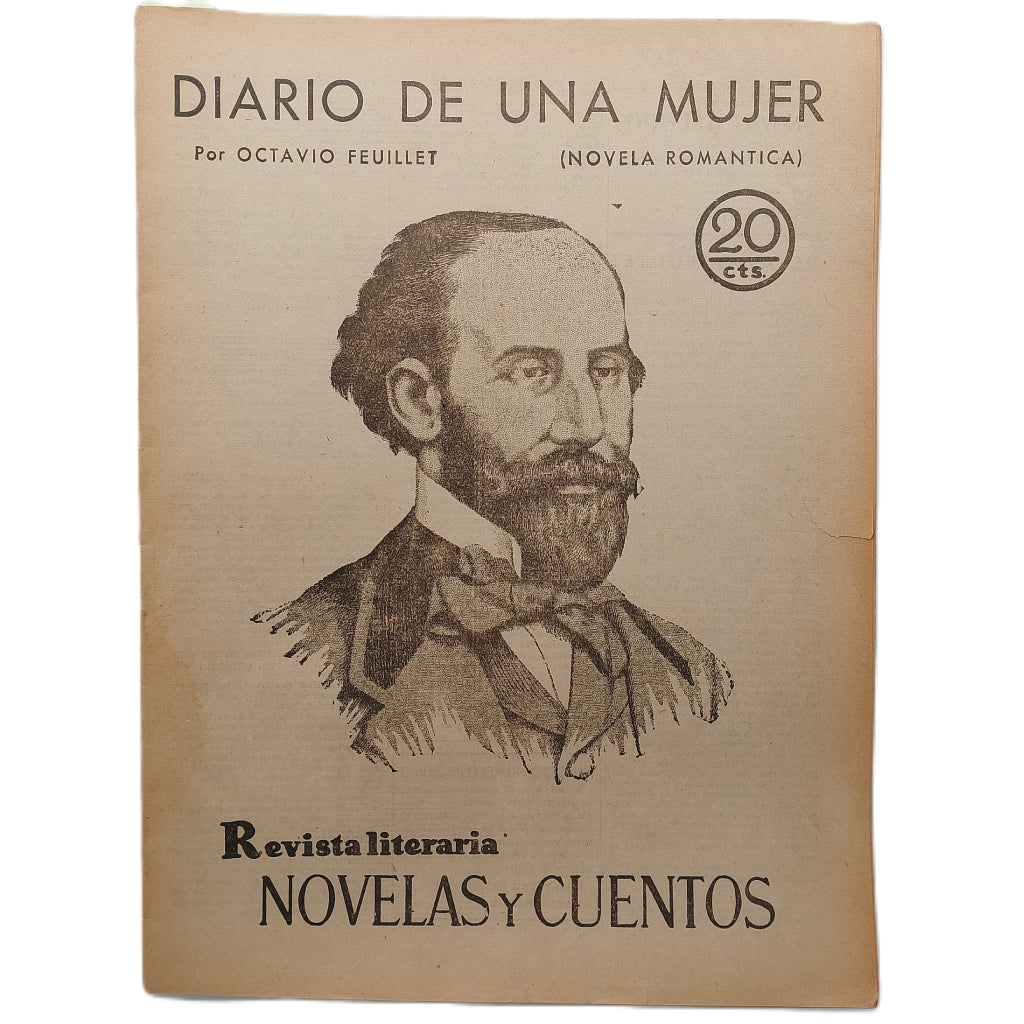 DIARIO DE UNA MUJER
Por OCTAVIO FEUILLET (NOVELA ROMANTICA)
20
cts.
Revista literaria
NOVELAS Y CUENTOS